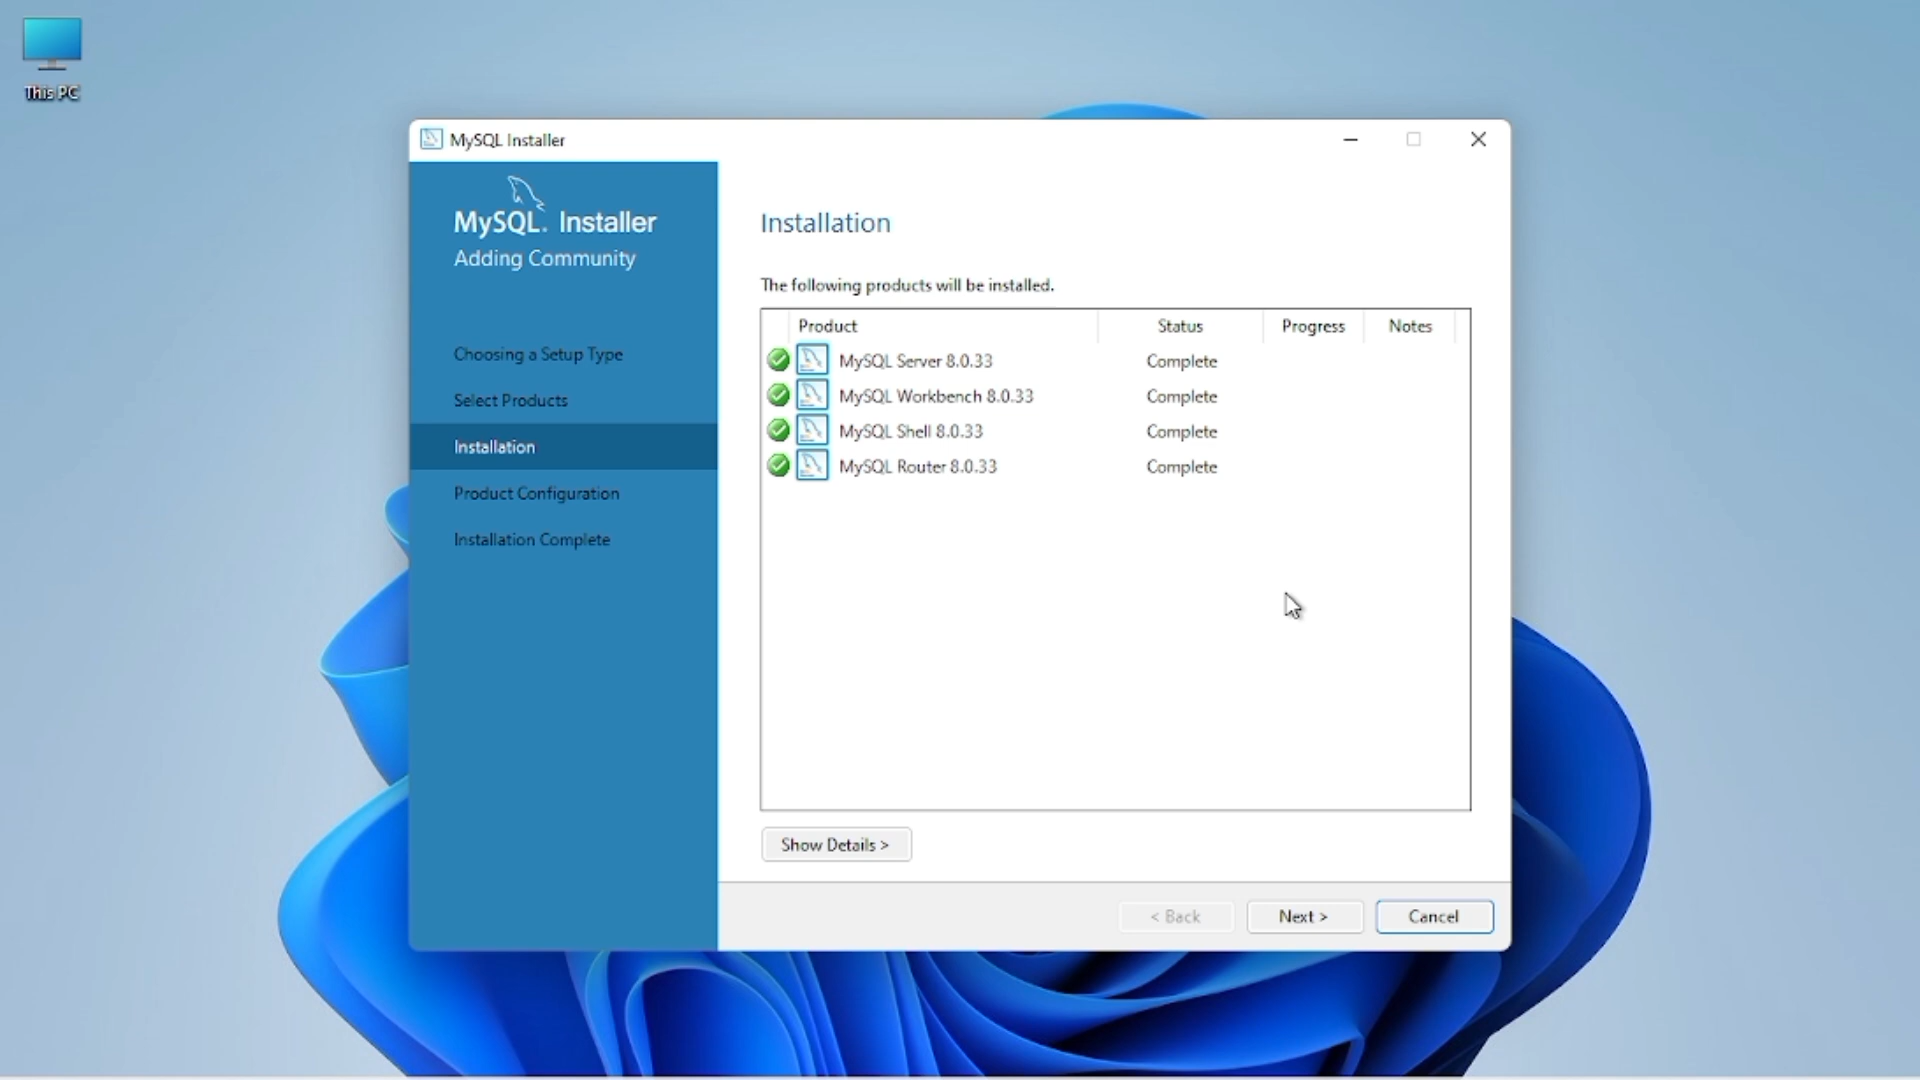 This PC
MySQL Installer
MySQL. Installer
Adding Community
Choosing a Setup Type
Select Products
Installation
Product Configuration
Installation Complete
Installation
The following products will be installed.
Product Status Progress Notes
MySQL Server 8.0.33 Complete
MySQL Workbench 8.0.33 Complete
MySQL Shell 8.0.33 Complete
MySQL Router 8.0.33 Complete
Show Details >
< Back Next > Cancel